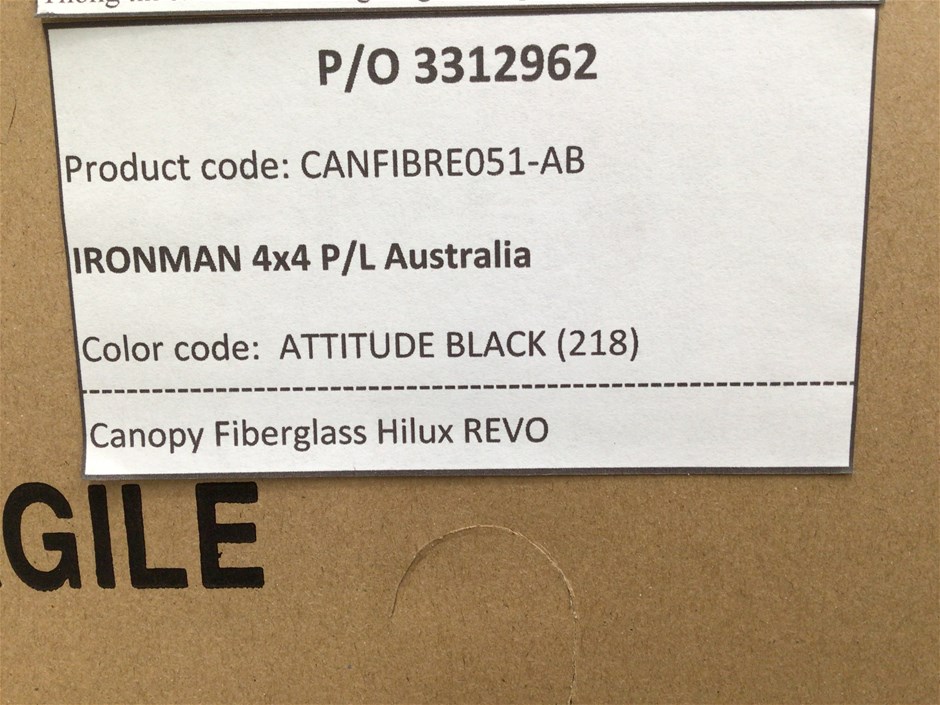 P/O 3312962
Product code: CANFIBRE051-AB
IRONMAN 4x4 P/L Australia
Color code: ATTITUDE BLACK (218)
Canopy Fiberglass Hilux REVO
GILE